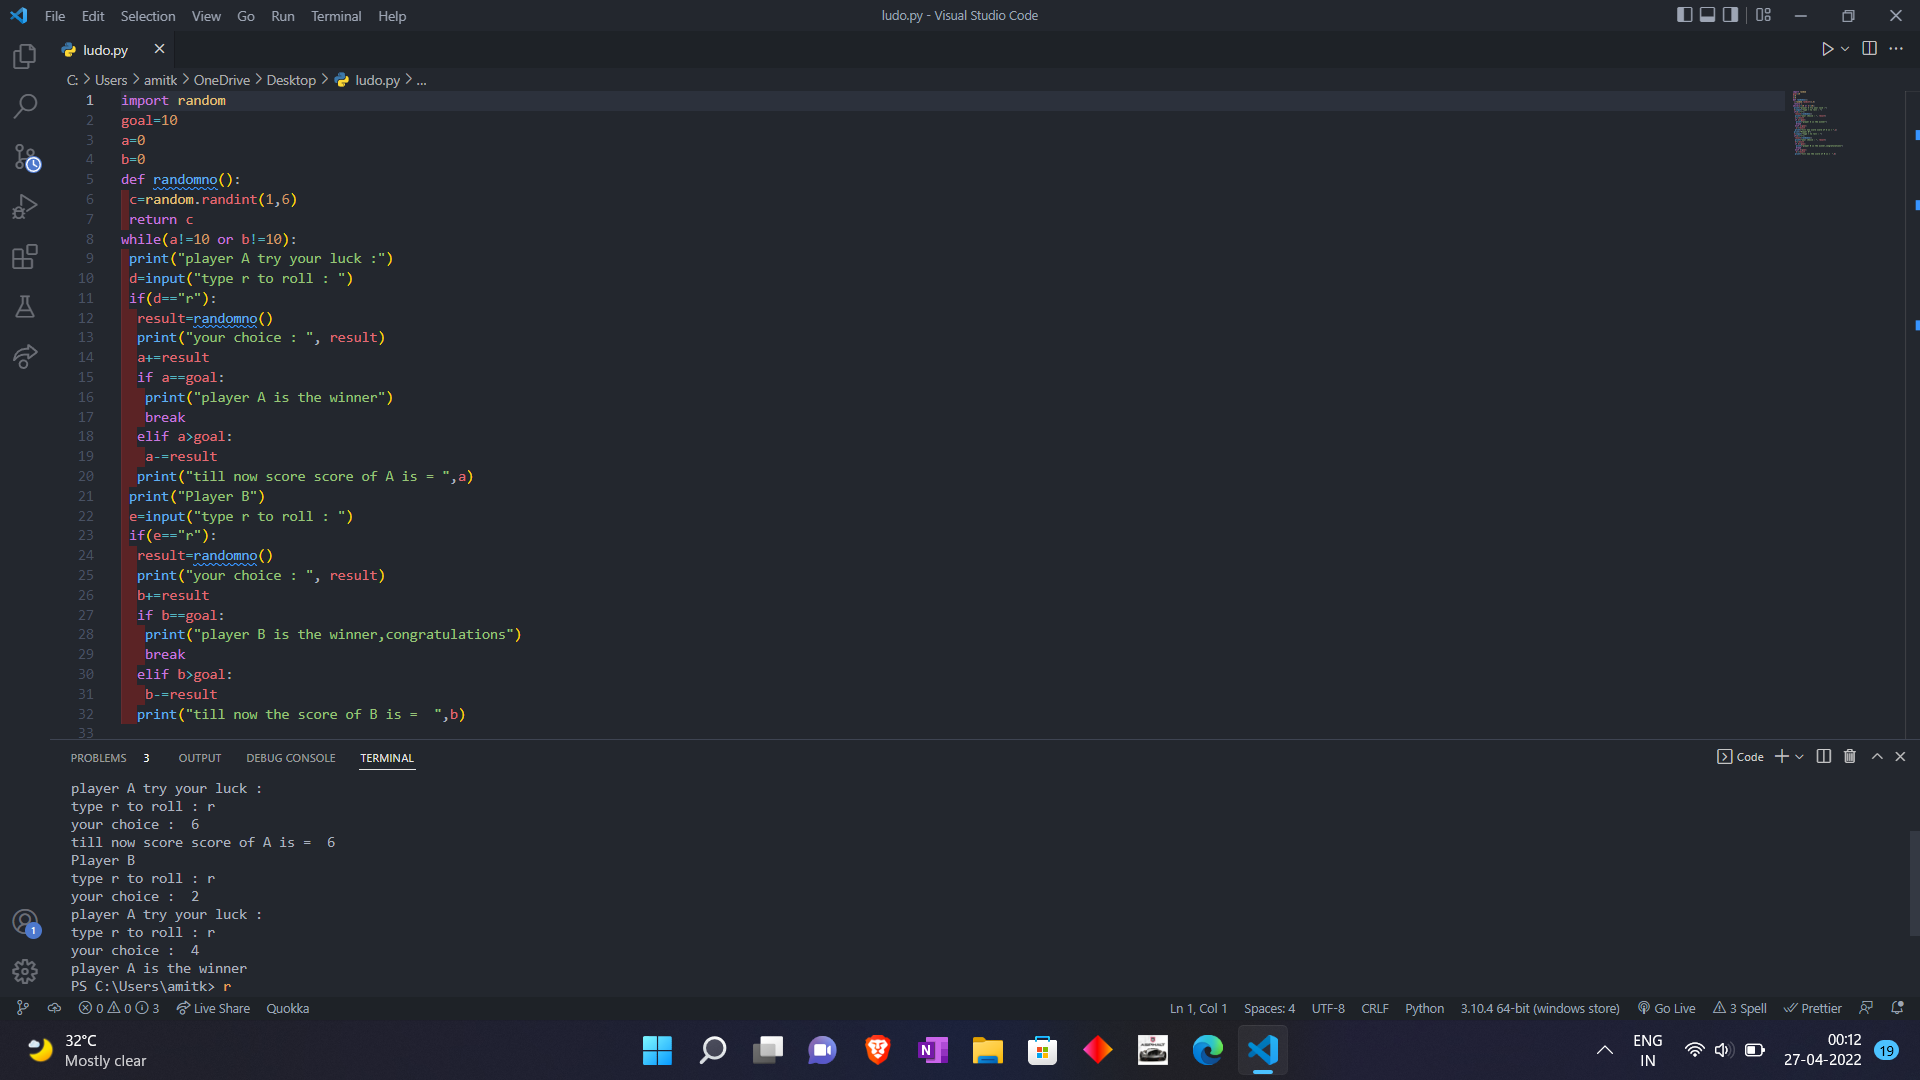 File Edit Selection View Go Run Terminal Help
ludo.py - Visual Studio Code
ludo.py
C: > Users > amitk > OneDrive > Desktop > ludo.py > ...
1 import random
2 goal=10
3 a=0
4 b=0
5 def randomno():
6 c=random.randint(1,6)
7 return c
8 while(a!=10 or b!=10):
9 print("player A try your luck :")
10 d=input("type r to roll : ")
11 if(d=="r"):
12 result=randomno()
13 print("your choice : ", result)
14 a+=result
15 if a==goal:
16 print("player A is the winner")
17 break
18 elif a>goal:
19 a-=result
20 print("till now score score of A is = ",a)
21 print("Player B")
22 e=input("type r to roll : ")
23 if(e=="r"):
24 result=randomno()
25 print("your choice : ", result)
26 b+=result
27 if b==goal:
28 print("player B is the winner,congratulations")
29 break
30 elif b>goal:
31 b-=result
32 print("till now the score of B is =  ",b)
33
PROBLEMS 3 OUTPUT DEBUG CONSOLE TERMINAL
Code
player A try your luck :
type r to roll : r
your choice :  6
till now score score of A is =  6
Player B
type r to roll : r
your choice :  2
player A try your luck :
type r to roll : r
your choice :  4
player A is the winner
PS C:\Users\amitk> r
1
0 0 3 Live Share Quokka
Ln 1, Col 1 Spaces: 4 UTF-8 CRLF Python 3.10.4 64-bit (windows store) Go Live 3 Spell Prettier
32°C
Mostly clear
N
ENG
IN
00:12
27-04-2022
19